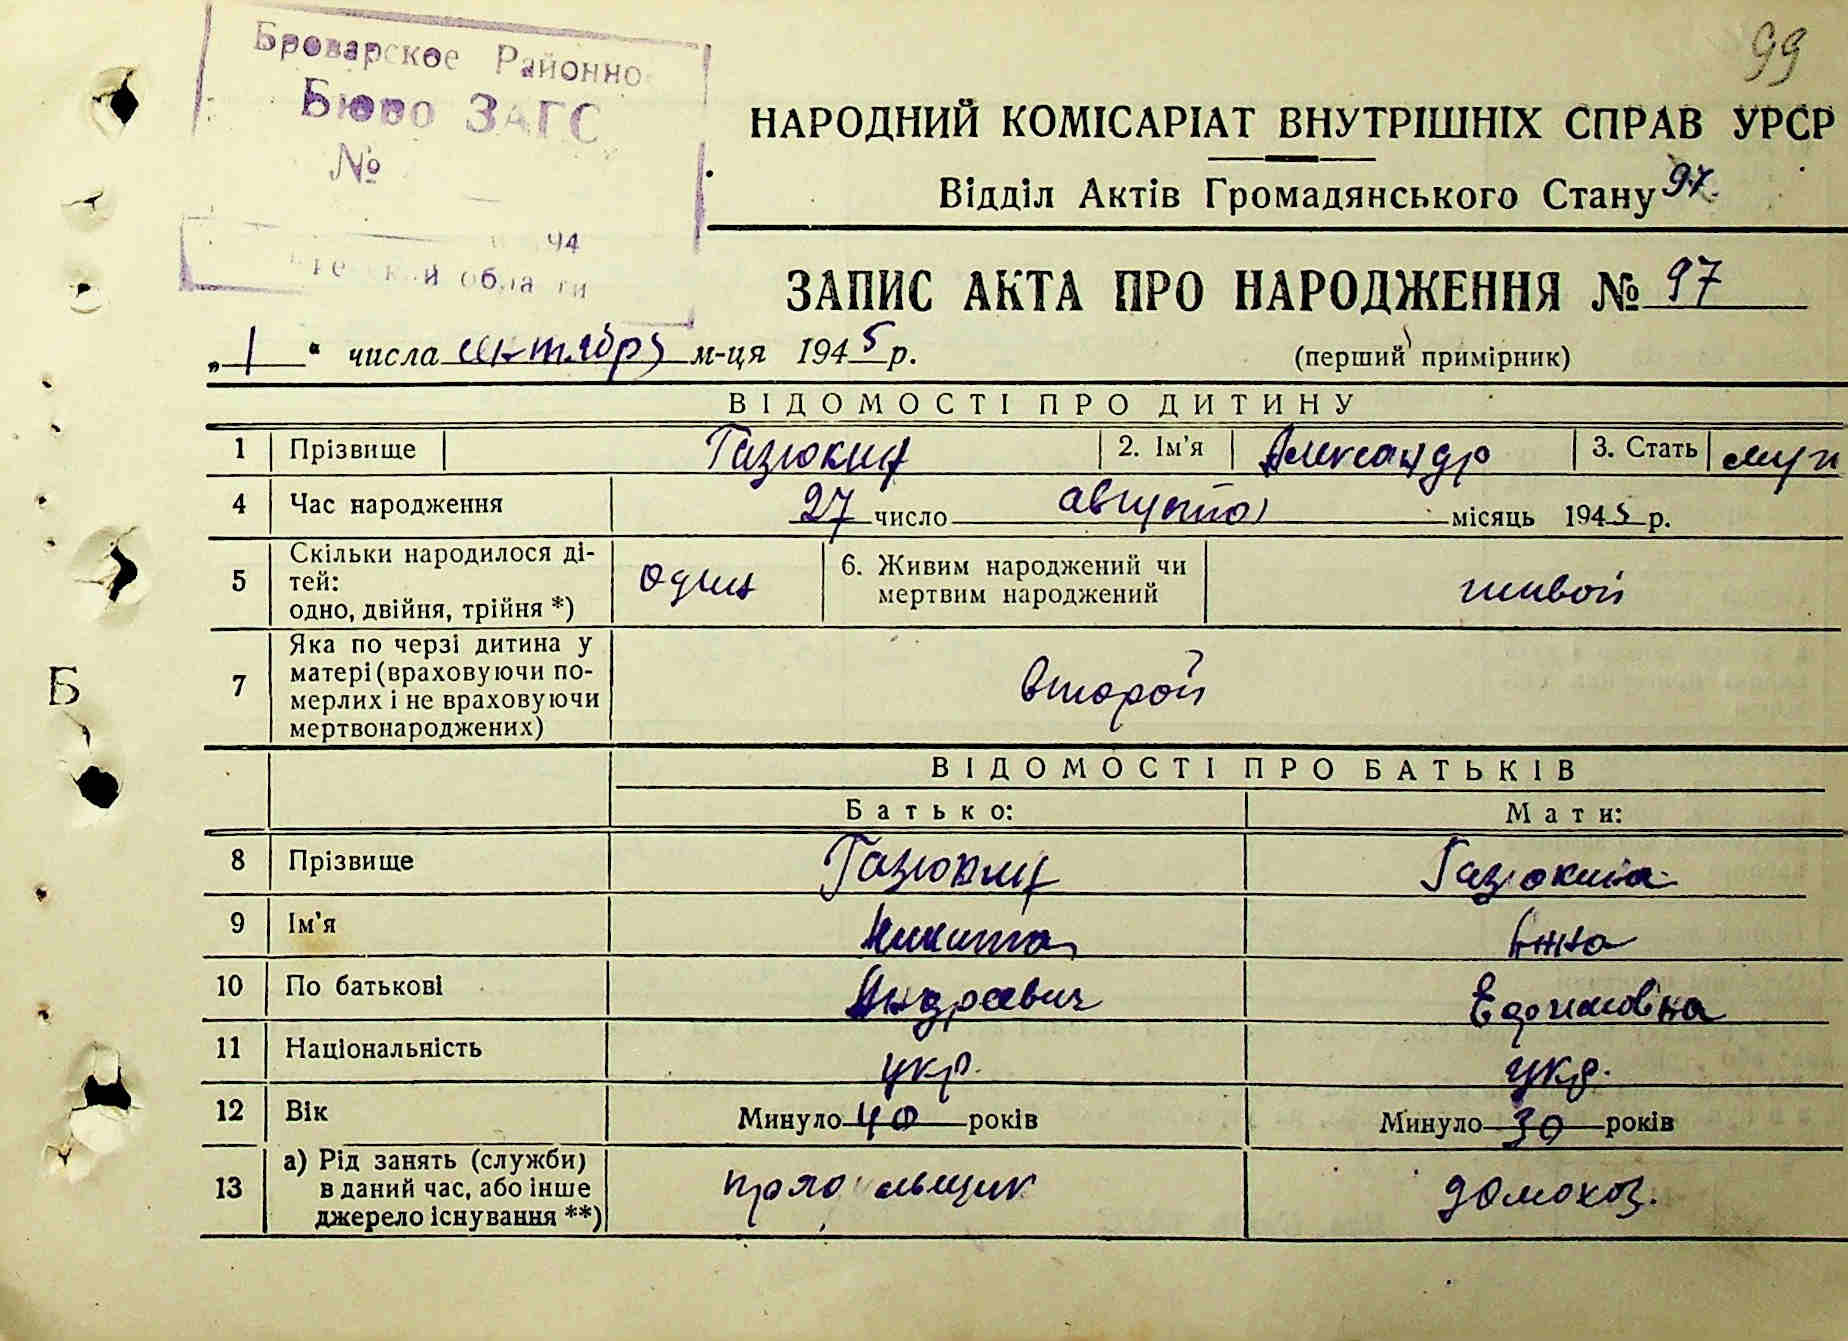 99
Броварское Районно
Бюро ЗАГС
№
194
области
НАРОДНИЙ КОМІСАРІАТ ВНУТРІШНІХ СПРАВ УРСР
Відділ Актів Громадянського Стану 97.
ЗАПИС АКТА ПРО НАРОДЖЕННЯ № 97
„ 1 “ числа октября м-ця 1945 р. (перший примірник)
ВІДОМОСТІ ПРО ДИТИНУ
1 Прізвище Газюкин 2. Ім'я Александр 3. Стать муж
4 Час народження 27 число августа місяць 1945 р.
5 Скільки народилося ді-
тей:
одно, двійня, трійня *) один 6. Живим народжений чи
мертвим народжений живой
7 Яка по черзі дитина у
матері (враховуючи по-
мерлих і не враховуючи
мертвонароджених) второй
Б
ВІДОМОСТІ ПРО БАТЬКІВ
Батько: Мати:
8 Прізвище Газюкин Газюкина
9 Ім'я Никита Анна
10 По батькові Андреевич
11 Національність укр. укр.
12 Вік Минуло 40 років Минуло 30 років
13 а) Рід занять (служби)
в даний час, або інше
джерело існування **) домохоз.